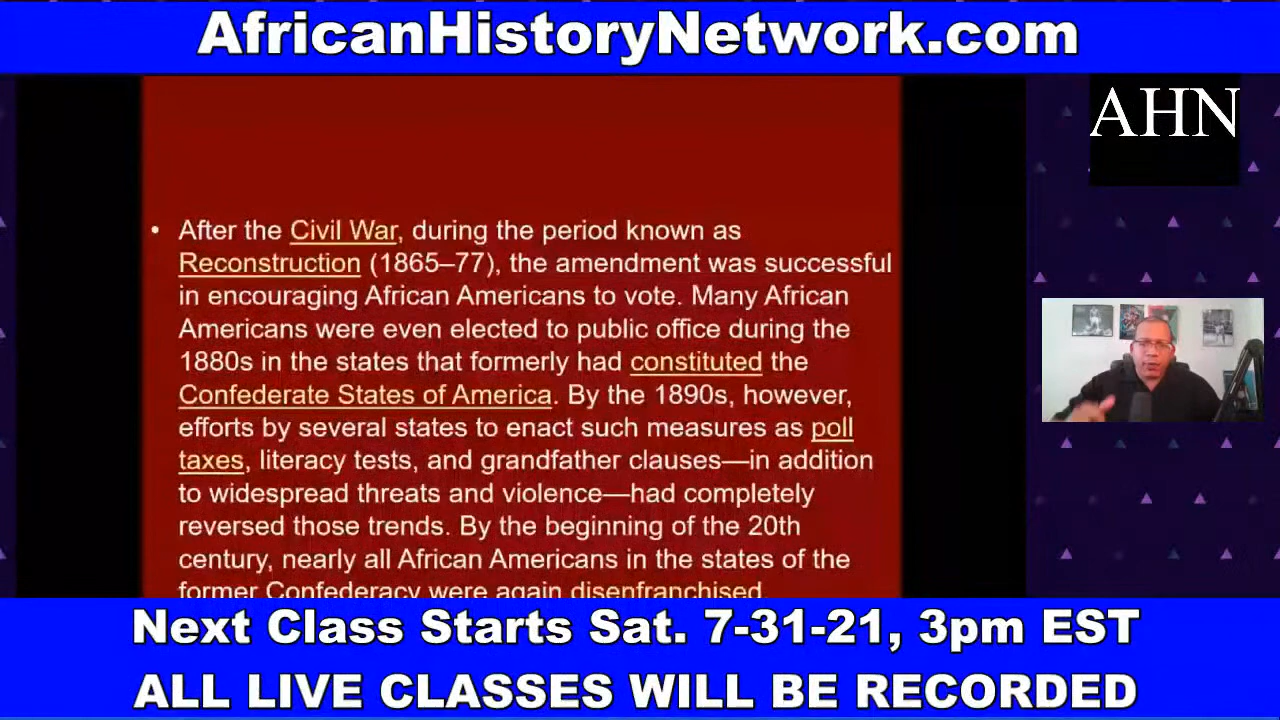 AfricanHistoryNetwork.com
AHN
• After the Civil War, during the period known as
Reconstruction (1865–77), the amendment was successful
in encouraging African Americans to vote. Many African
Americans were even elected to public office during the
1880s in the states that formerly had constituted the
Confederate States of America. By the 1890s, however,
efforts by several states to enact such measures as poll
taxes, literacy tests, and grandfather clauses—in addition
to widespread threats and violence—had completely
reversed those trends. By the beginning of the 20th
century, nearly all African Americans in the states of the
former Confederacy were again disenfranchised.
Next Class Starts Sat. 7-31-21, 3pm EST
ALL LIVE CLASSES WILL BE RECORDED